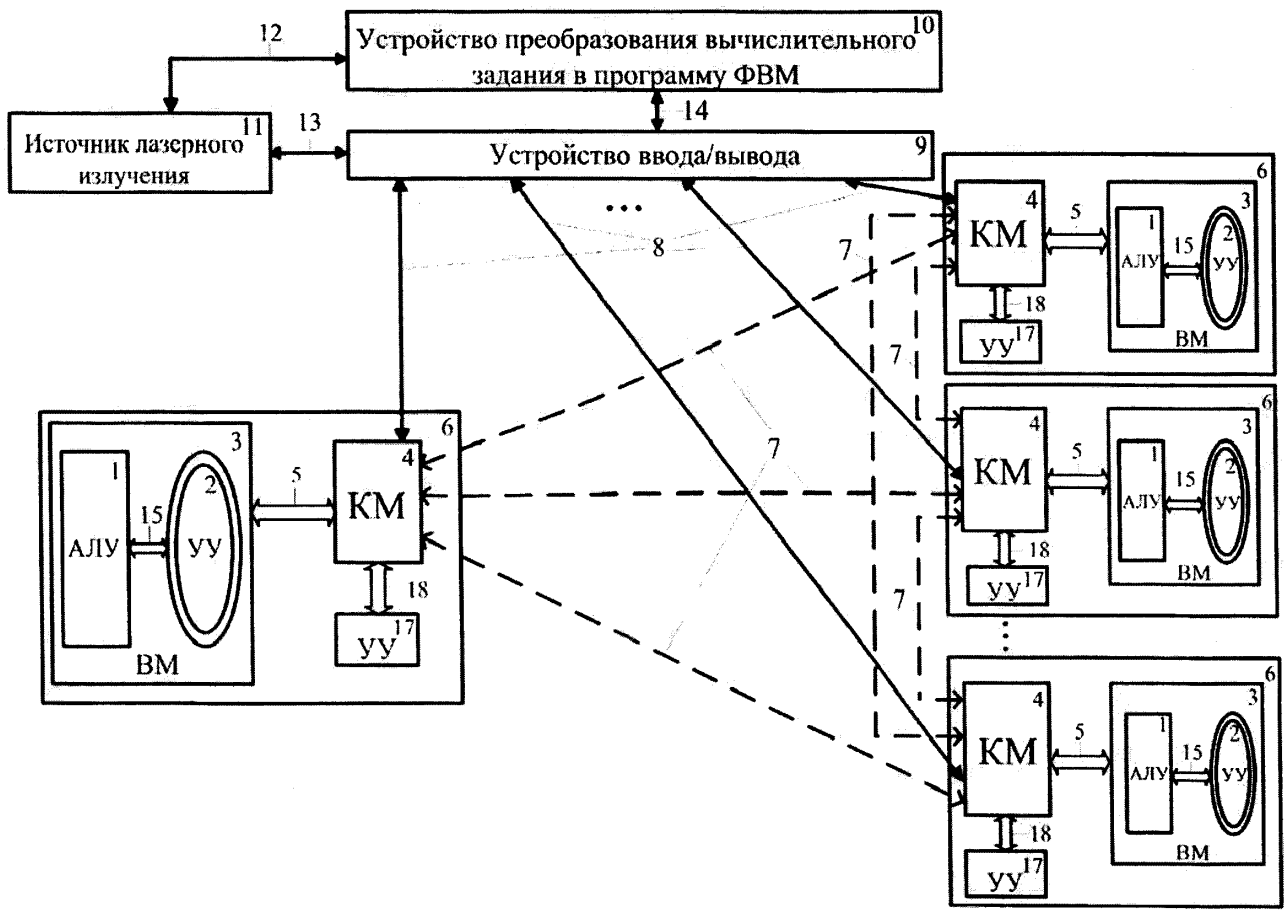 12
10
Устройство преобразования вычислительного
задания в программу ФВМ
14
11
Источник лазерного
излучения
13
9
Устройство ввода/вывода
...
8
7
7
7
7
6
4
КМ
5
3
1
АЛУ
15
2
УУ
ВМ
18
УУ 17
6
4
КМ
5
3
1
АЛУ
15
2
УУ
ВМ
18
УУ 17
6
3
1
АЛУ
15
2
УУ
ВМ
5
4
КМ
18
УУ 17
...
6
4
КМ
5
3
1
АЛУ
15
2
УУ
ВМ
18
УУ 17